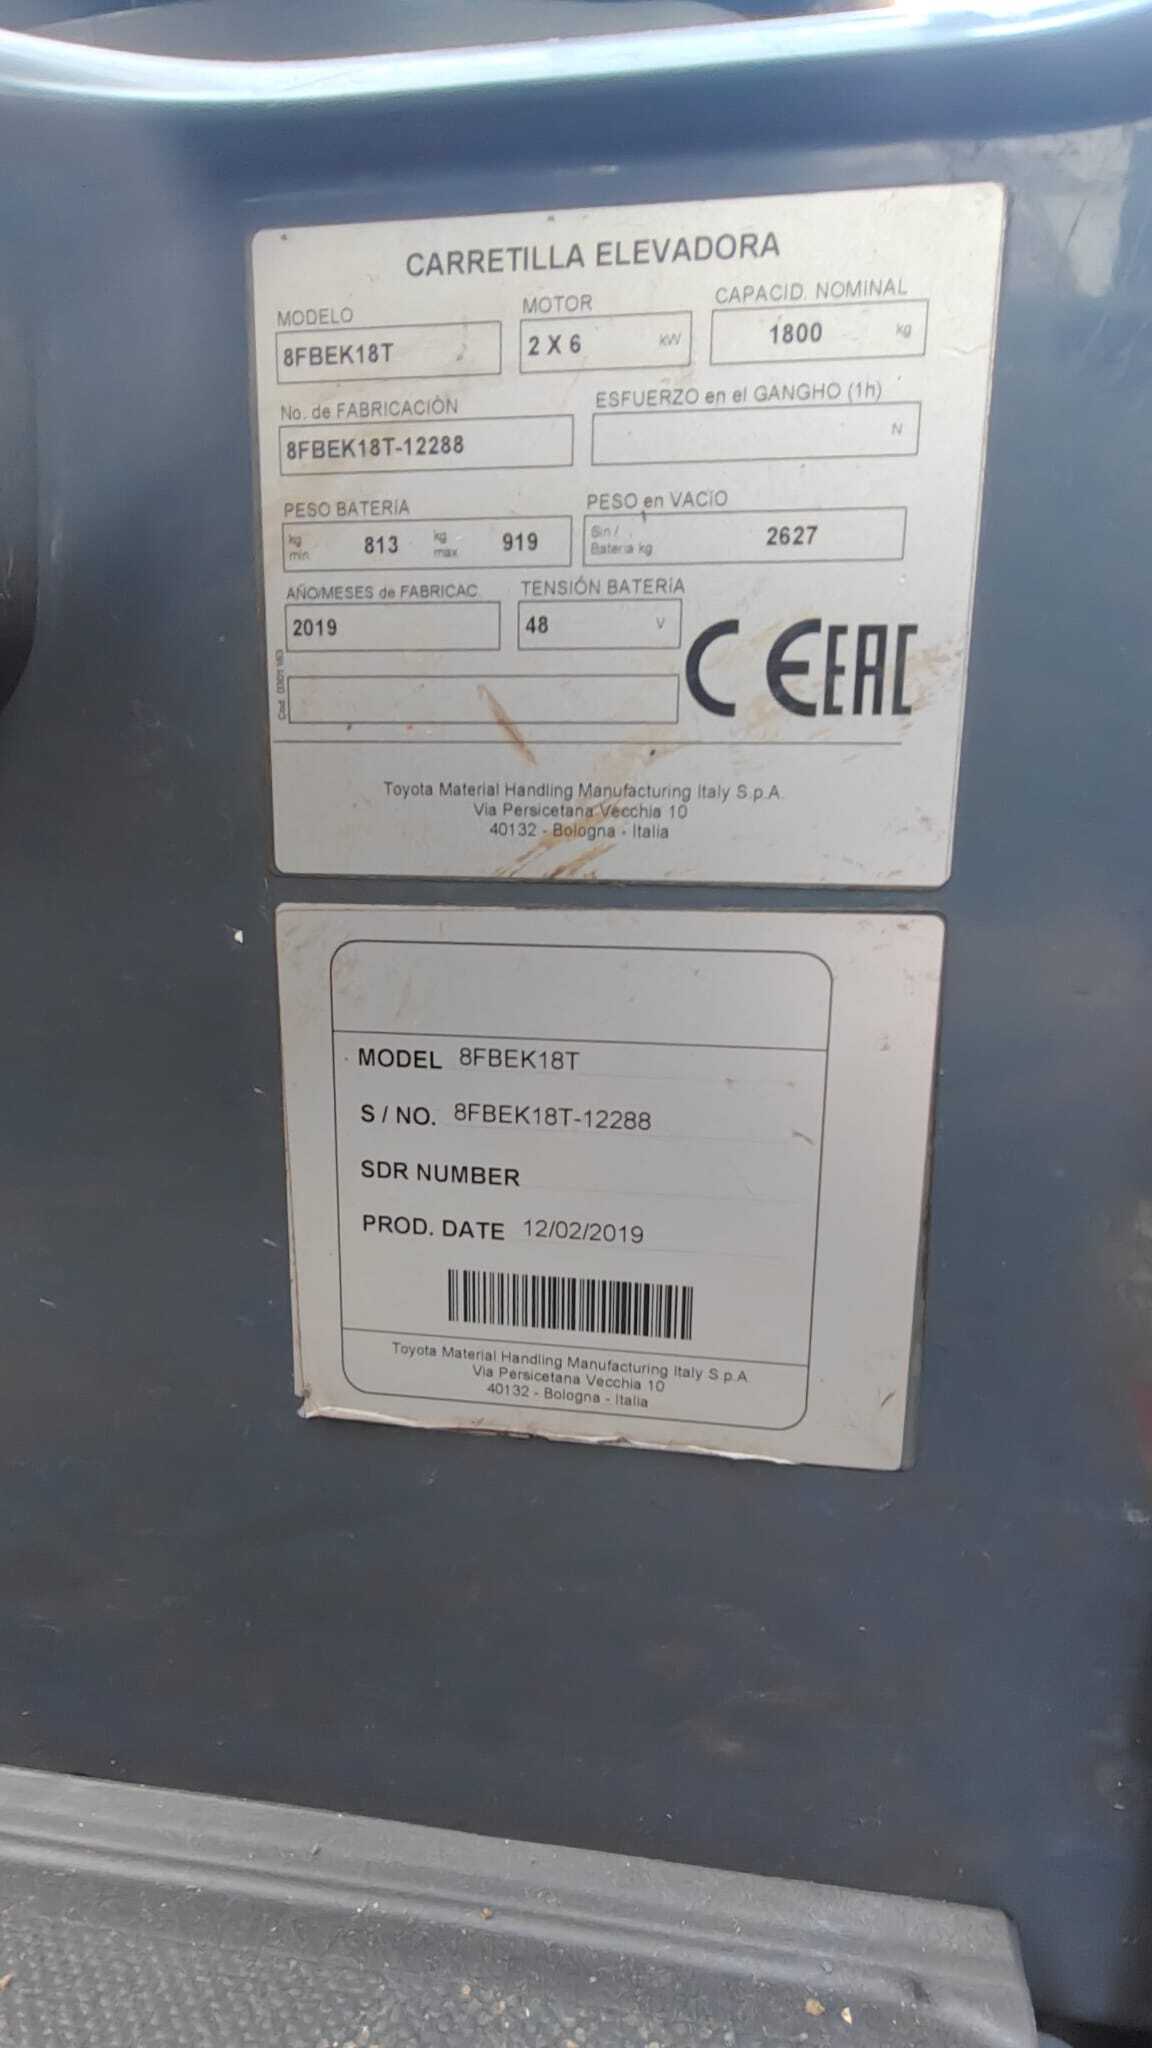 CARRETILLA ELEVADORA
MODELO MOTOR CAPACID. NOMINAL
8FBEK18T 2 X 6 kW 1800 kg
No. de FABRICACIÒN ESFUERZO en el GANGHO (1h)
8FBEK18T-12288 N
PESO BATERÍA PESO en VACÍO
kg min 813 kg max 919 Sin / Bateria kg 2627
AÑO/MESES de FABRICAC. TENSIÓN BATERÍA
2019 48 V
CE EAC
Toyota Material Handling Manufacturing Italy S.p.A.
Via Persicetana Vecchia 10
40132 - Bologna - Italia
MODEL 8FBEK18T
S / NO. 8FBEK18T-12288
SDR NUMBER
PROD. DATE 12/02/2019
Toyota Material Handling Manufacturing Italy S.p.A.
Via Persicetana Vecchia 10
40132 - Bologna - Italia